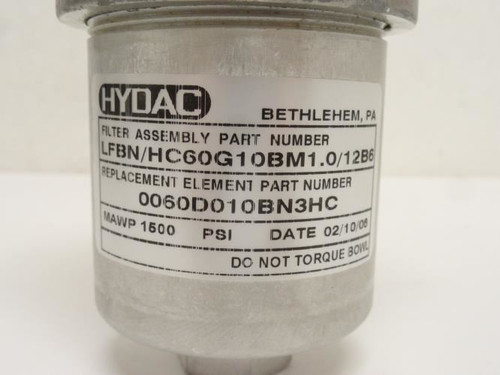 HYDAC
BETHLEHEM, PA
FILTER ASSEMBLY PART NUMBER
LFBN/HC60G10BM1.0/12B6
REPLACEMENT ELEMENT PART NUMBER
0060D010BN3HC
MAWP 1500 PSI DATE 02/10/06
DO NOT TORQUE BOWL